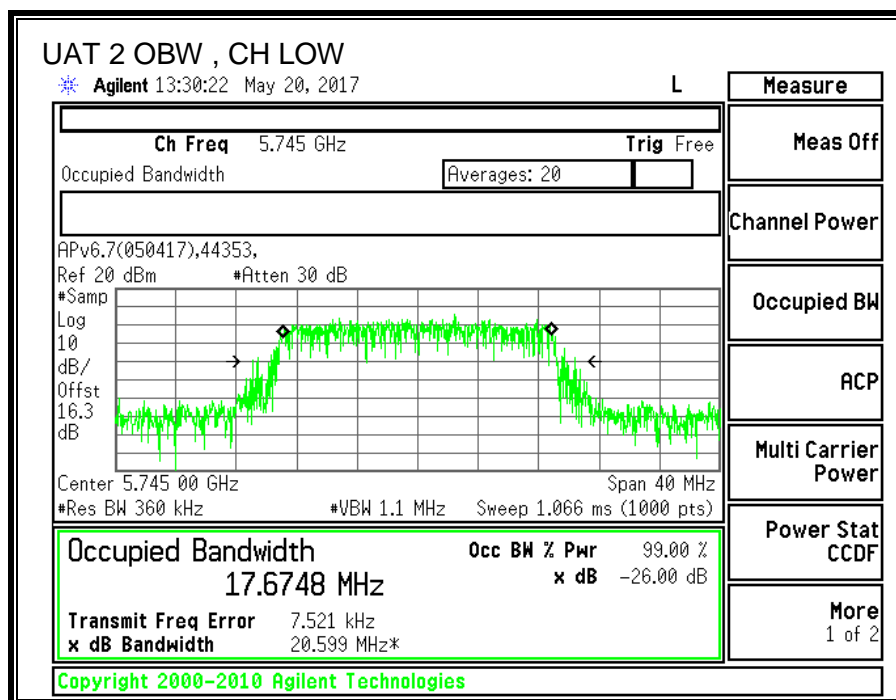 UAT 2 OBW , CH LOW
Agilent 13:30:22 May 20, 2017 L
Measure
Ch Freq 5.745 GHz Trig Free
Occupied Bandwidth Averages: 20
APv6.7(050417),44353,
Ref 20 dBm #Atten 30 dB
#Samp
Log
10
dB/
Offst
16.3
dB
Center 5.745 00 GHz Span 40 MHz
#Res BW 360 kHz #VBW 1.1 MHz Sweep 1.066 ms (1000 pts)
Occupied Bandwidth
17.6748 MHz
Occ BW % Pwr 99.00 %
x dB -26.00 dB
Transmit Freq Error 7.521 kHz
x dB Bandwidth 20.599 MHz*
Meas Off
Channel Power
Occupied BW
ACP
Multi Carrier
Power
Power Stat
CCDF
More
1 of 2
Copyright 2000-2010 Agilent Technologies